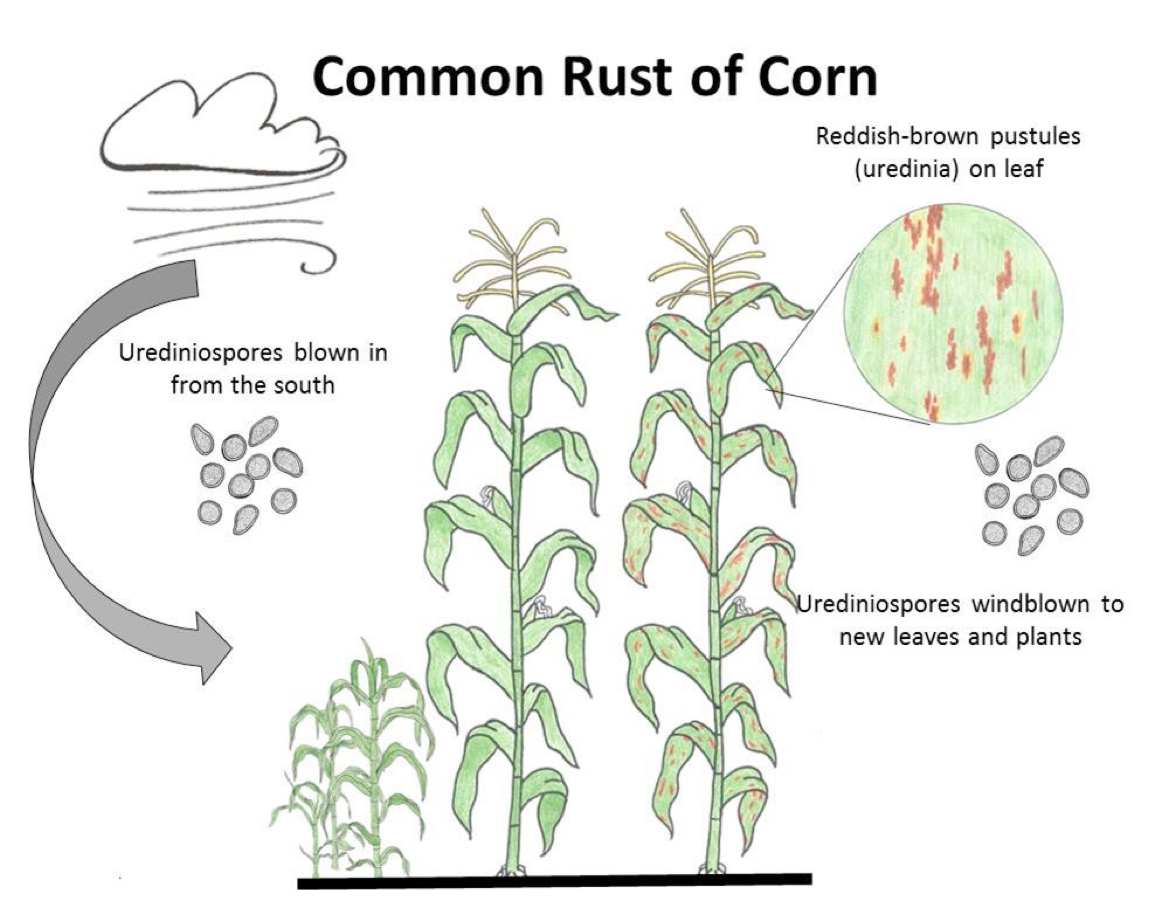 Common Rust of Corn
Reddish-brown pustules
(uredinia) on leaf
Urediniospores blown in
from the south
Urediniospores windblown to
new leaves and plants